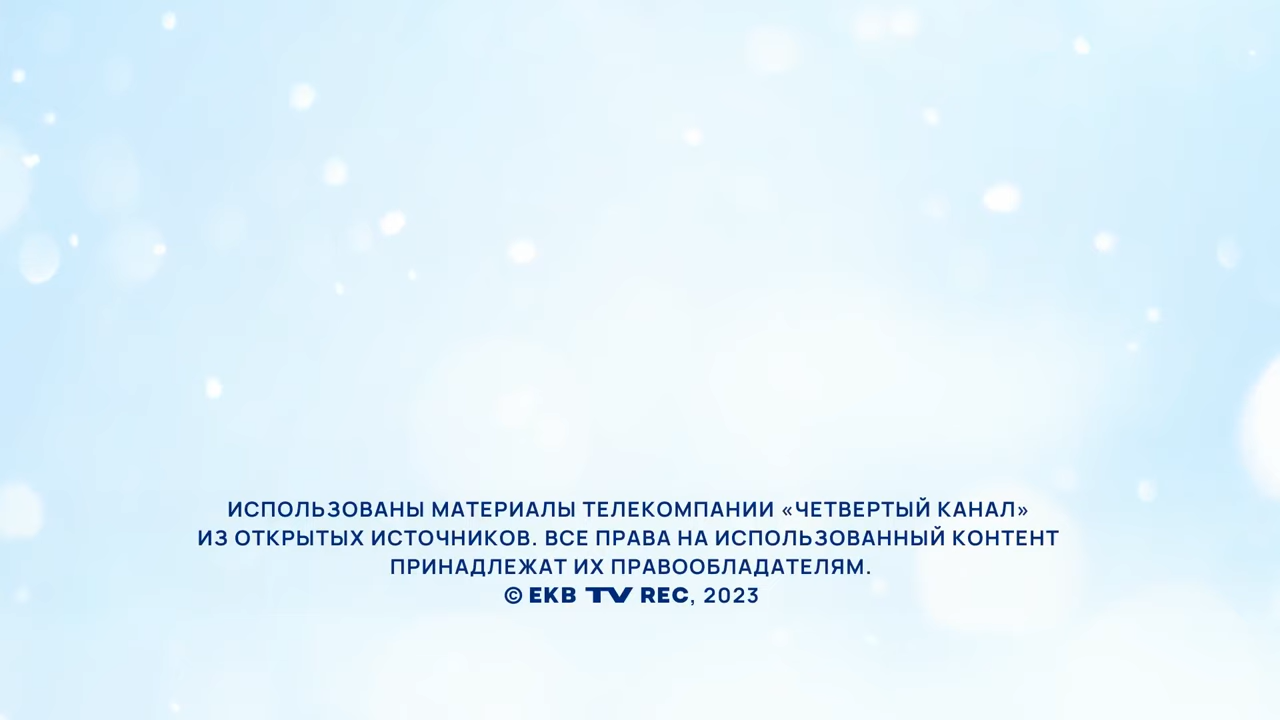 ИСПОЛЬЗОВАНЫ МАТЕРИАЛЫ ТЕЛЕКОМПАНИИ «ЧЕТВЕРТЫЙ КАНАЛ»
ИЗ ОТКРЫТЫХ ИСТОЧНИКОВ. ВСЕ ПРАВА НА ИСПОЛЬЗОВАННЫЙ КОНТЕНТ
ПРИНАДЛЕЖАТ ИХ ПРАВООБЛАДАТЕЛЯМ.
© EKB TV REC, 2023